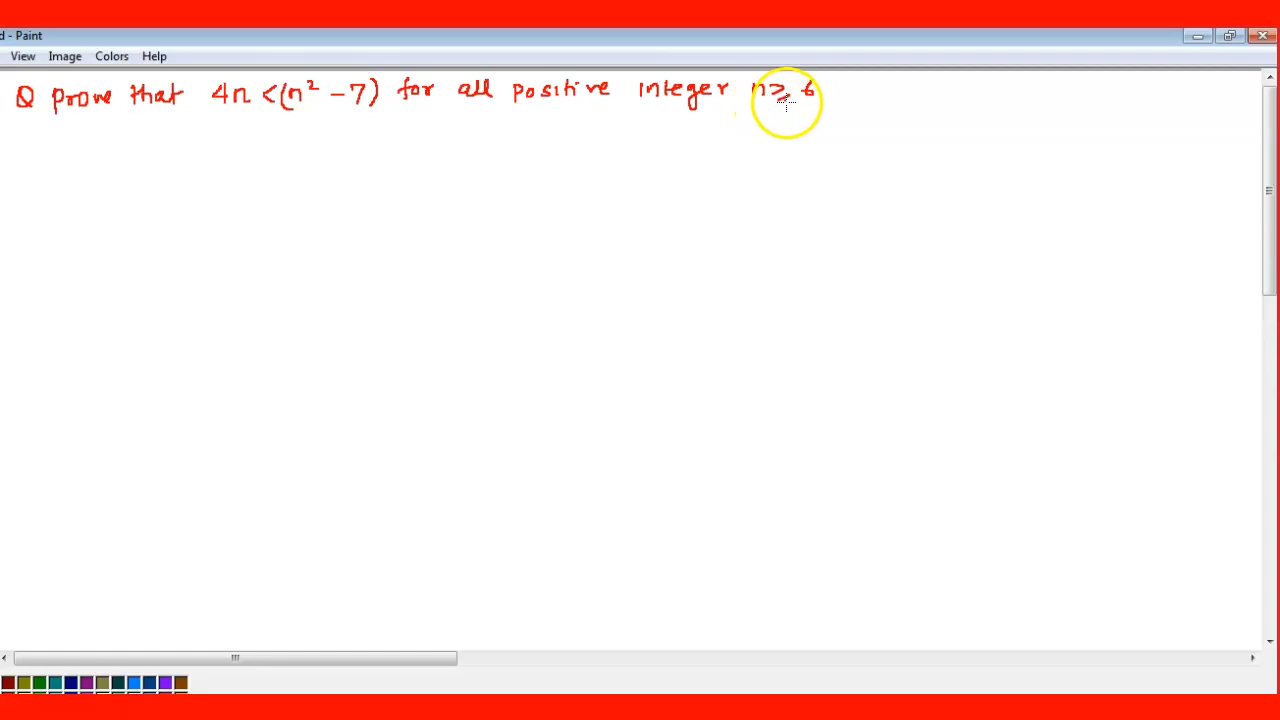 d - Paint
View Image Colors Help
Q prove that 4n < (n² - 7) for all positive integer n ≥ 6